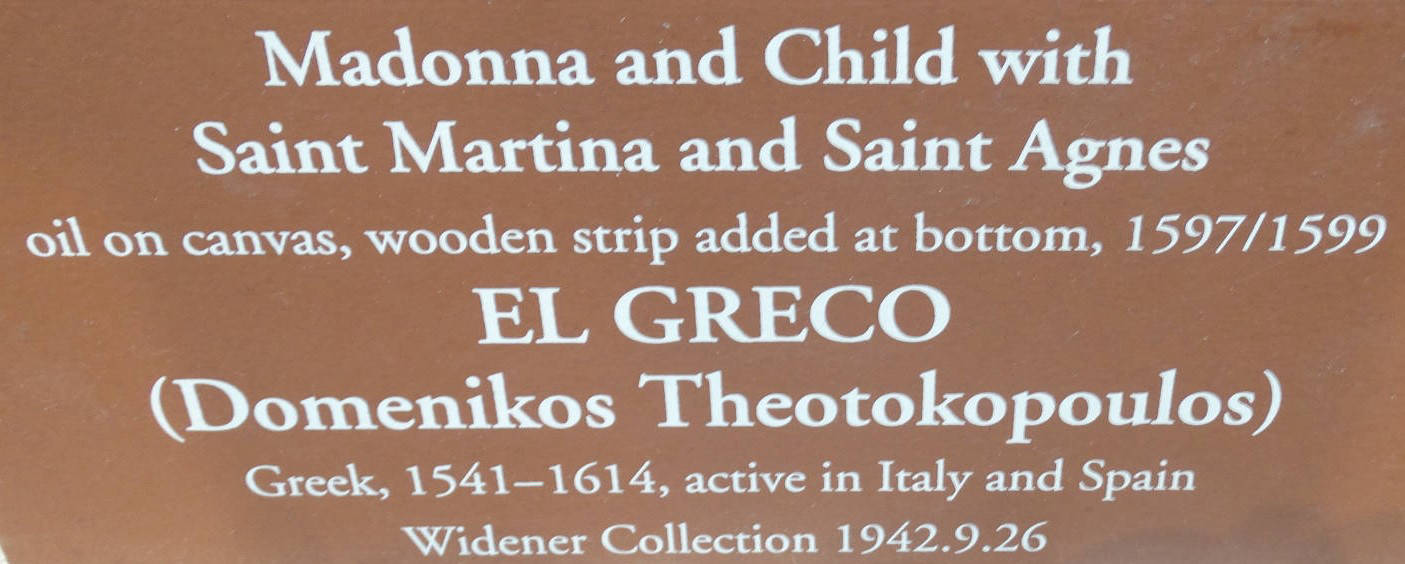 Madonna and Child with
Saint Martina and Saint Agnes
oil on canvas, wooden strip added at bottom, 1597/1599
EL GRECO
(Domenikos Theotokopoulos)
Greek, 1541–1614, active in Italy and Spain
Widener Collection 1942.9.26